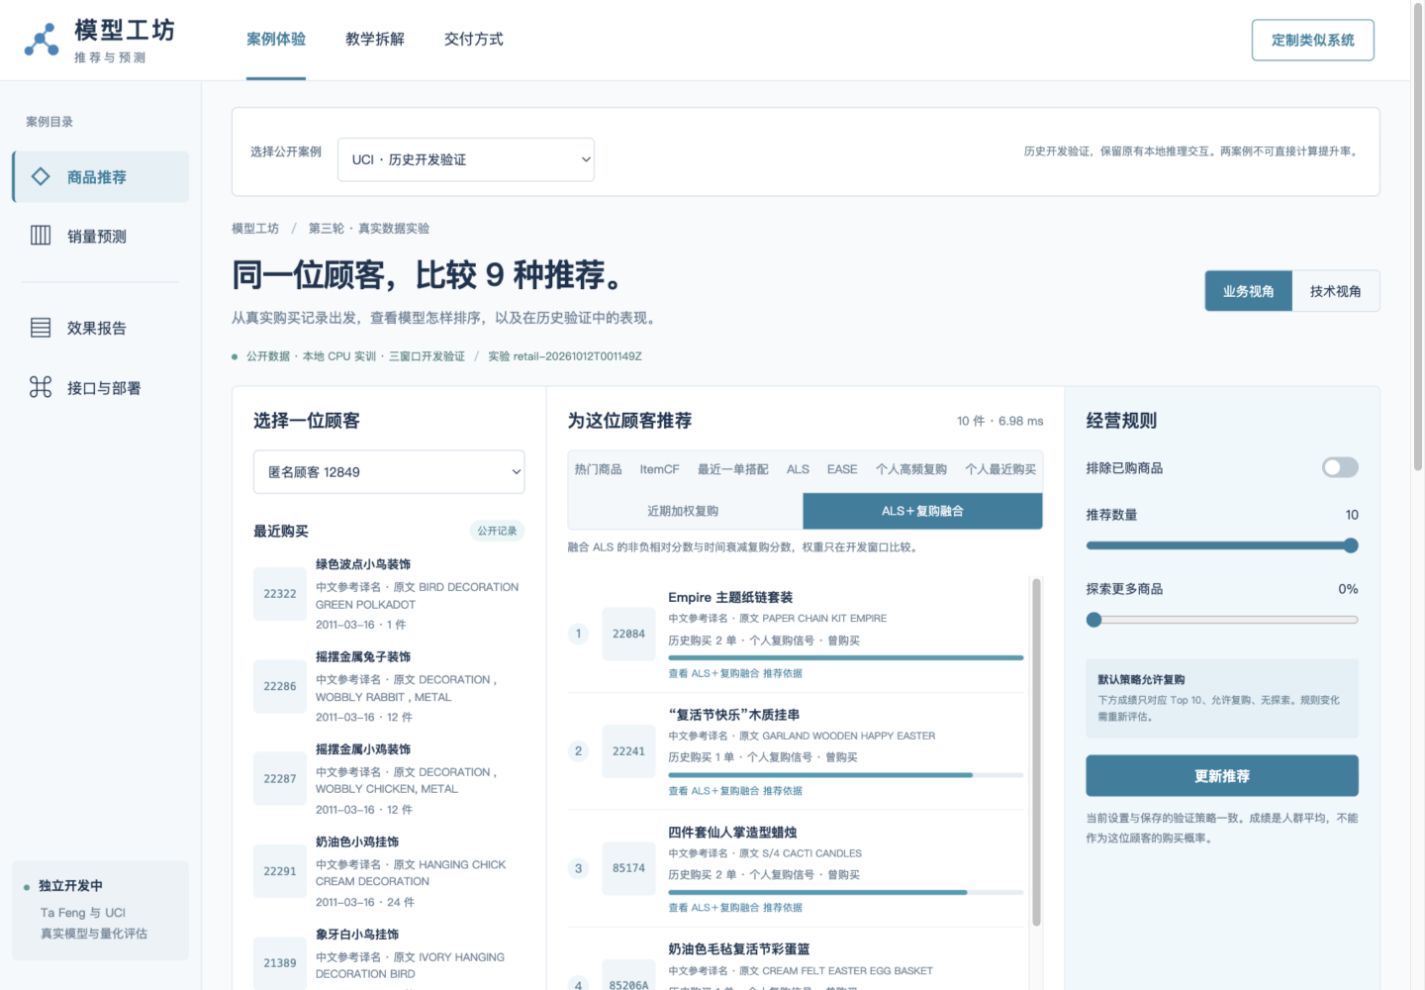 模型工坊
推荐与预测
案例体验
教学拆解
交付方式
定制类似系统
案例目录
商品推荐
销量预测
效果报告
接口与部署
独立开发中
Ta Feng 与 UCI
真实模型与量化评估
选择公开案例
UCI · 历史开发验证
历史开发验证，保留原有本地推理交互。两案例不可直接计算提升率。
模型工坊 / 第三轮 · 真实数据实验
同一位顾客，比较 9 种推荐。
从真实购买记录出发，查看模型怎样排序，以及在历史验证中的表现。
公开数据 · 本地 CPU 实训 · 三窗口开发验证 / 实验 retail-20261012T001149Z
业务视角
技术视角
选择一位顾客
匿名顾客 12849
最近购买
公开记录
22322
绿色波点小鸟装饰
中文参考译名 · 原文 BIRD DECORATION
GREEN POLKADOT
2011-03-16 · 1 件
22286
摇摆金属兔子装饰
中文参考译名 · 原文 DECORATION ,
WOBBLY RABBIT , METAL
2011-03-16 · 12 件
22287
摇摆金属小鸡装饰
中文参考译名 · 原文 DECORATION ,
WOBBLY CHICKEN, METAL
2011-03-16 · 12 件
22291
奶油色小鸡挂饰
中文参考译名 · 原文 HANGING CHICK
CREAM DECORATION
2011-03-16 · 24 件
21389
象牙白小鸟挂饰
中文参考译名 · 原文 IVORY HANGING
DECORATION BIRD
为这位顾客推荐
10 件 · 6.98 ms
热门商品
ItemCF
最近一单搭配
ALS
EASE
个人高频复购
个人最近购买
近期加权复购
ALS＋复购融合
融合 ALS 的非负相对分数与时间衰减复购分数，权重只在开发窗口比较。
1
22084
Empire 主题纸链套装
中文参考译名 · 原文 PAPER CHAIN KIT EMPIRE
历史购买 2 单 · 个人复购信号 · 曾购买
查看 ALS＋复购融合 推荐依据
2
22241
“复活节快乐”木质挂串
中文参考译名 · 原文 GARLAND WOODEN HAPPY EASTER
历史购买 1 单 · 个人复购信号 · 曾购买
查看 ALS＋复购融合 推荐依据
3
85174
四件套仙人掌造型蜡烛
中文参考译名 · 原文 S/4 CACTI CANDLES
历史购买 2 单 · 个人复购信号 · 曾购买
查看 ALS＋复购融合 推荐依据
4
85206A
奶油色毛毡复活节彩蛋篮
中文参考译名 · 原文 CREAM FELT EASTER EGG BASKET
历史购买 1 单 · 个人复购信号 · 曾购买
经营规则
排除已购商品
推荐数量
10
探索更多商品
0%
默认策略允许复购
下方成绩只对应 Top 10、允许复购、无探索。规则变化
需重新评估。
更新推荐
当前设置与保存的验证策略一致。成绩是人群平均，不能
作为这位顾客的购买概率。